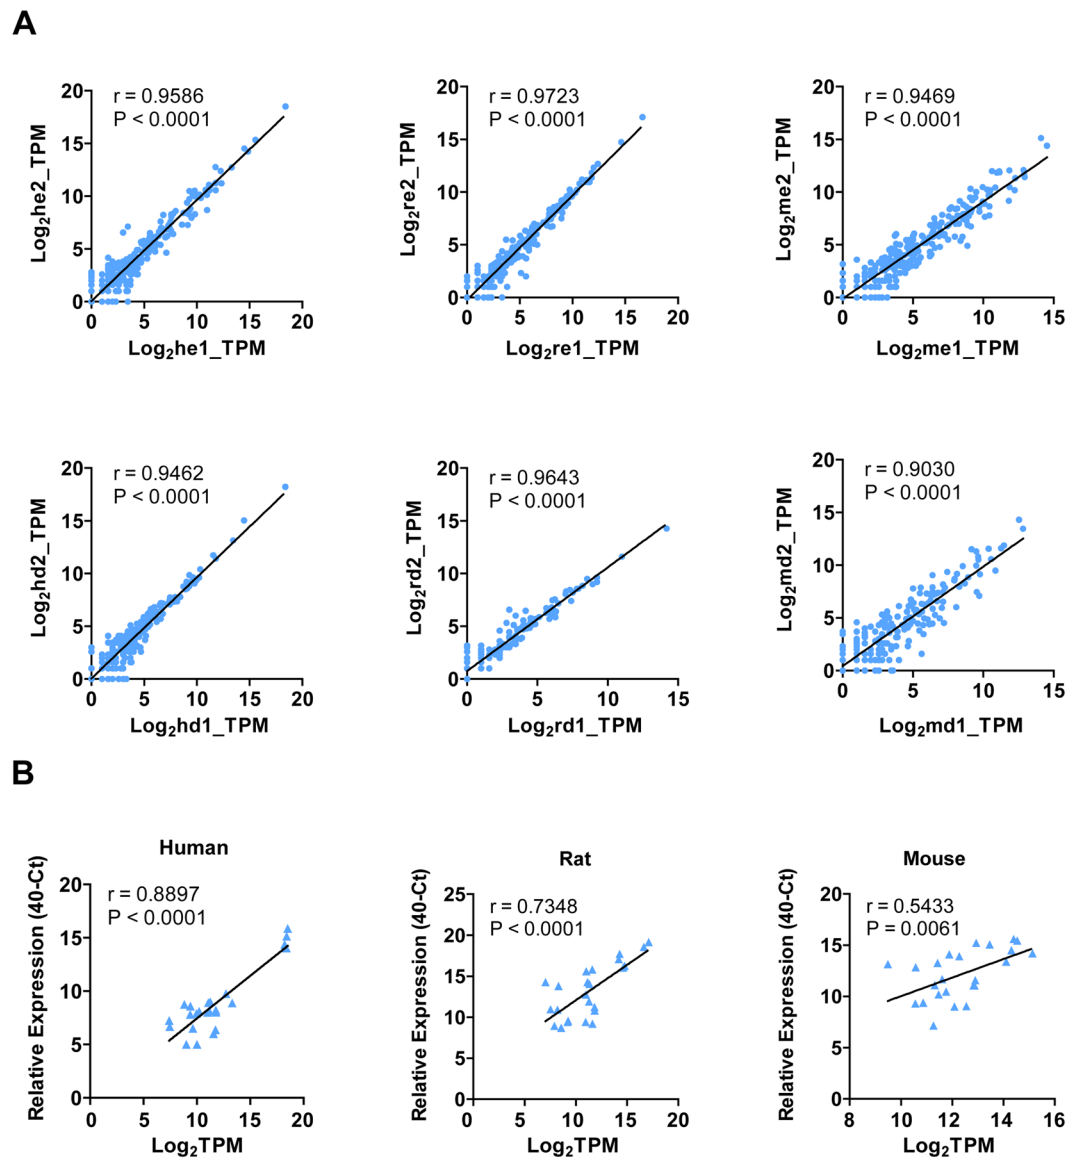 A
r = 0.9586
P < 0.0001
20
15
10
5
0
0 5 10 15 20
Log2he2_TPM
Log2he1_TPM
r = 0.9723
P < 0.0001
20
15
10
5
0
0 5 10 15 20
Log2re2_TPM
Log2re1_TPM
r = 0.9469
P < 0.0001
20
15
10
5
0
0 5 10 15
Log2me2_TPM
Log2me1_TPM
r = 0.9462
P < 0.0001
20
15
10
5
0
0 5 10 15 20
Log2hd2_TPM
Log2hd1_TPM
r = 0.9643
P < 0.0001
20
15
10
5
0
0 5 10 15
Log2rd2_TPM
Log2rd1_TPM
r = 0.9030
P < 0.0001
20
15
10
5
0
0 5 10 15
Log2md2_TPM
Log2md1_TPM
B
Human
r = 0.8897
P < 0.0001
20
15
10
5
0
0 5 10 15 20
Relative Expression (40-Ct)
Log2TPM
Rat
r = 0.7348
P < 0.0001
25
20
15
10
5
0
0 5 10 15 20
Relative Expression (40-Ct)
Log2TPM
Mouse
r = 0.5433
P = 0.0061
20
15
10
5
0
8 10 12 14 16
Relative Expression (40-Ct)
Log2TPM